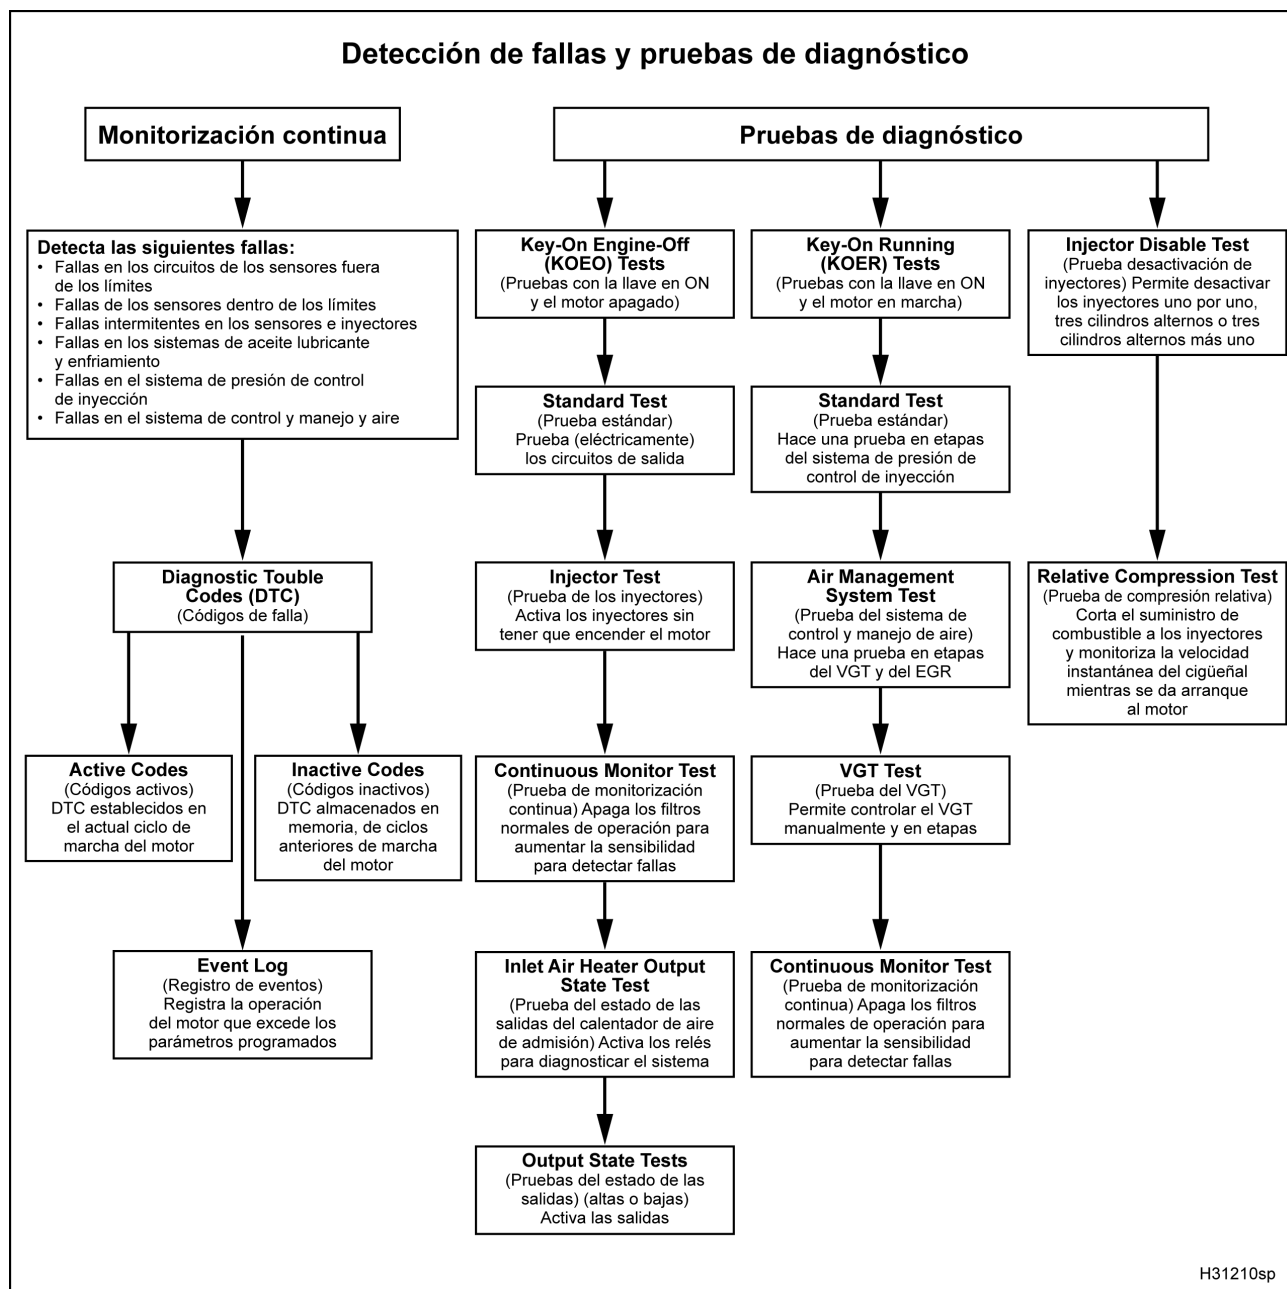 Detección de fallas y pruebas de diagnóstico
Monitorización continua
Detecta las siguientes fallas:
• Fallas en los circuitos de los sensores fuera
de los límites
• Fallas de los sensores dentro de los límites
• Fallas intermitentes en los sensores e inyectores
• Fallas en los sistemas de aceite lubricante
y enfriamiento
• Fallas en el sistema de presión de control
de inyección
• Fallas en el sistema de control y manejo y aire
Diagnostic Touble
Codes (DTC)
(Códigos de falla)
Active Codes
(Códigos activos)
DTC establecidos en
el actual ciclo de
marcha del motor
Inactive Codes
(Códigos inactivos)
DTC almacenados en
memoria, de ciclos
anteriores de marcha
del motor
Event Log
(Registro de eventos)
Registra la operación
del motor que excede los
parámetros programados
Pruebas de diagnóstico
Key-On Engine-Off
(KOEO) Tests
(Pruebas con la llave en ON
y el motor apagado)
Standard Test
(Prueba estándar)
Prueba (eléctricamente)
los circuitos de salida
Injector Test
(Prueba de los inyectores)
Activa los inyectores sin
tener que encender el motor
Continuous Monitor Test
(Prueba de monitorización
continua) Apaga los filtros
normales de operación para
aumentar la sensibilidad
para detectar fallas
Inlet Air Heater Output
State Test
(Prueba del estado de las
salidas del calentador de aire
de admisión) Activa los relés
para diagnosticar el sistema
Output State Tests
(Pruebas del estado de las
salidas) (altas o bajas)
Activa las salidas
Key-On Running
(KOER) Tests
(Pruebas con la llave en ON
y el motor en marcha)
Standard Test
(Prueba estándar)
Hace una prueba en etapas
del sistema de presión de
control de inyección
Air Management
System Test
(Prueba del sistema de
control y manejo de aire)
Hace una prueba en etapas
del VGT y del EGR
VGT Test
(Prueba del VGT)
Permite controlar el VGT
manualmente y en etapas
Continuous Monitor Test
(Prueba de monitorización
continua) Apaga los filtros
normales de operación para
aumentar la sensibilidad
para detectar fallas
Injector Disable Test
(Prueba desactivación de
inyectores) Permite desactivar
los inyectores uno por uno,
tres cilindros alternos o tres
cilindros alternos más uno
Relative Compression Test
(Prueba de compresión relativa)
Corta el suministro de
combustible a los inyectores
y monitoriza la velocidad
instantánea del cigüeñal
mientras se da arranque
al motor
H31210sp